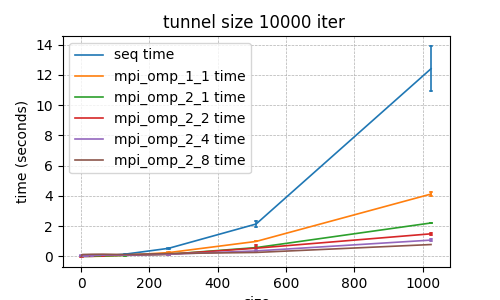 tunnel size 10000 iter
14
12
10
8
6
4
2
0
time (seconds)
seq time
mpi_omp_1_1 time
mpi_omp_2_1 time
mpi_omp_2_2 time
mpi_omp_2_4 time
mpi_omp_2_8 time
0 200 400 600 800 1000
size